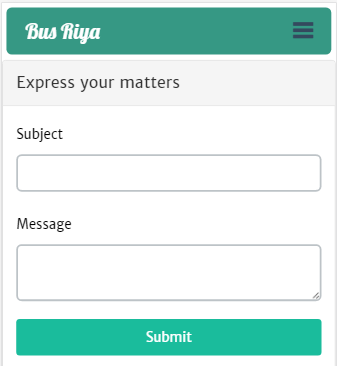 Bus Riya
Express your matters
Subject
Message
Submit